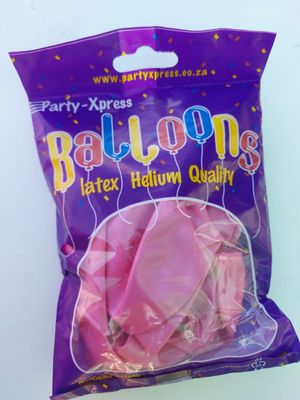 www.partyxpress.co.za
Party-Xpress
Balloons
latex Helium Quality